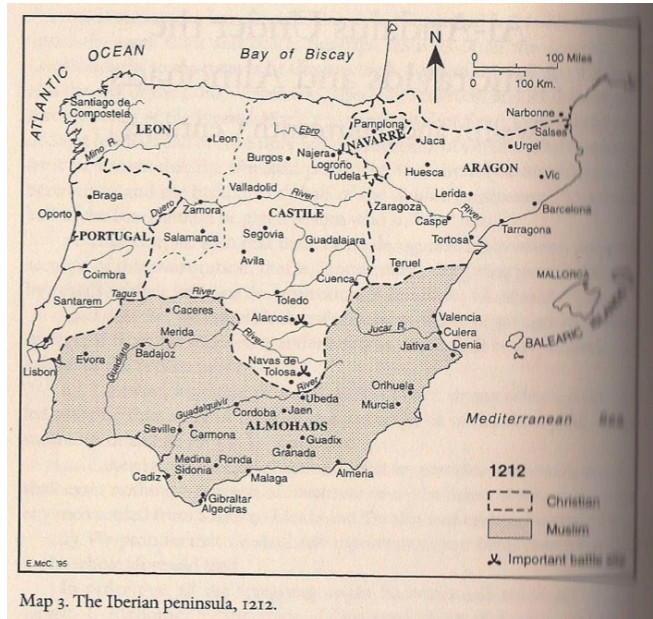 ATLANTIC OCEAN
Bay of Biscay
N
0 100 Miles
0 100 Km.
Santiago de
Compostela
LEON
Leon
Mino R.
Burgos
Ebro
Najera
Logroño
Tudela
Pamplona
NAVARRE
Jaca
Huesca
ARAGON
Urgel
Narbonne
Salses
Vic
Barcelona
Lerida
River
Zaragoza
Caspe
Tortosa
Tarragona
Teruel
Braga
Oporto
PORTUGAL
Duero
Zamora
Valladolid
River
CASTILE
Salamanca
Segovia
Avila
Guadalajara
Cuenca
Coimbra
Santarem
Tagus
River
Toledo
Caceres
Alarcos
Merida
River
Badajoz
Guadiana
Lisbon
Evora
Navas de
Tolosa
River
Ubeda
Guadalquivir
Cordoba
Jaen
Seville
Carmona
ALMOHADS
Guadix
Granada
Medina
Sidonia
Ronda
Cadiz
Malaga
Almeria
Gibraltar
Algeciras
Jucar R.
Valencia
Culera
Jativa
Denia
Orihuela
Murcia
MALLORCA
BALEARIC
Mediterranean
1212
Christian
Muslim
Important battle site
E.McC. '95
Map 3. The Iberian peninsula, 1212.